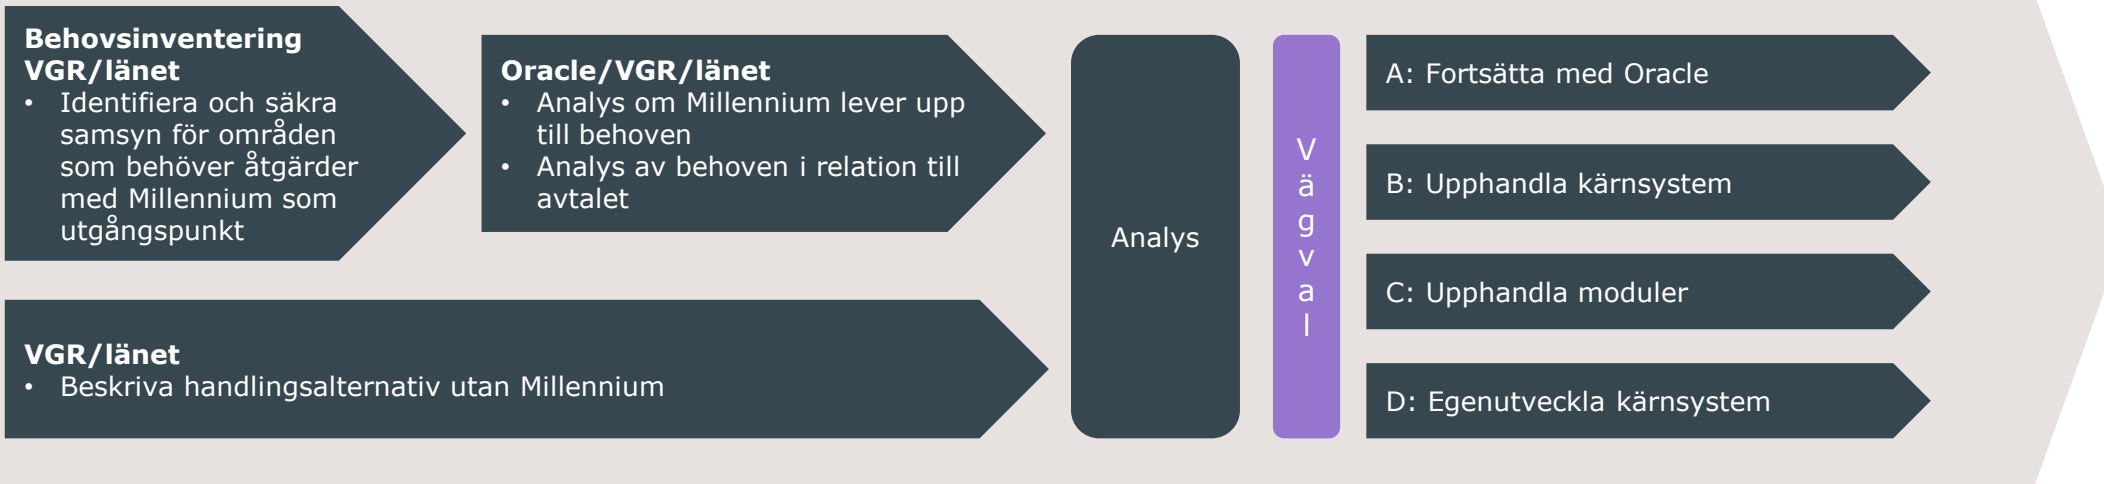 Behovsinventering
VGR/länet
• Identifiera och säkra
samsyn för områden
som behöver åtgärder
med Millennium som
utgångspunkt
Oracle/VGR/länet
• Analys om Millennium lever upp
till behoven
• Analys av behoven i relation till
avtalet
VGR/länet
• Beskriva handlingsalternativ utan Millennium
Analys
V
ä
g
v
a
l
A: Fortsätta med Oracle
B: Upphandla kärnsystem
C: Upphandla moduler
D: Egenutveckla kärnsystem